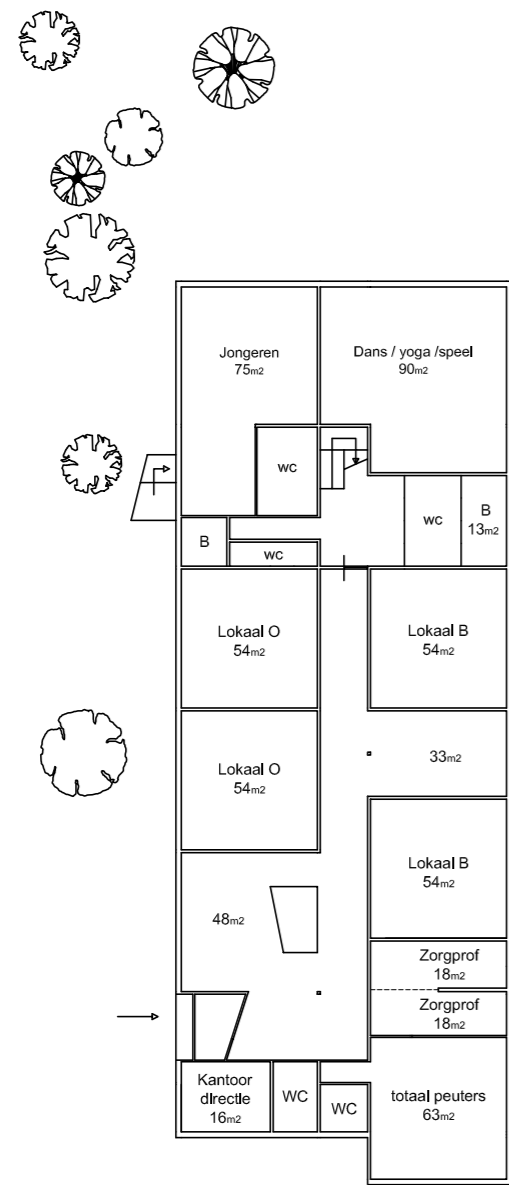 Jongeren
75m2
Dans / yoga /speel
90m2
wc
wc
B
13m2
B
wc
Lokaal O
54m2
Lokaal B
54m2
33m2
Lokaal O
54m2
Lokaal B
54m2
48m2
Zorgprof
18m2
Zorgprof
18m2
Kantoor
directie
16m2
WC
WC
totaal peuters
63m2